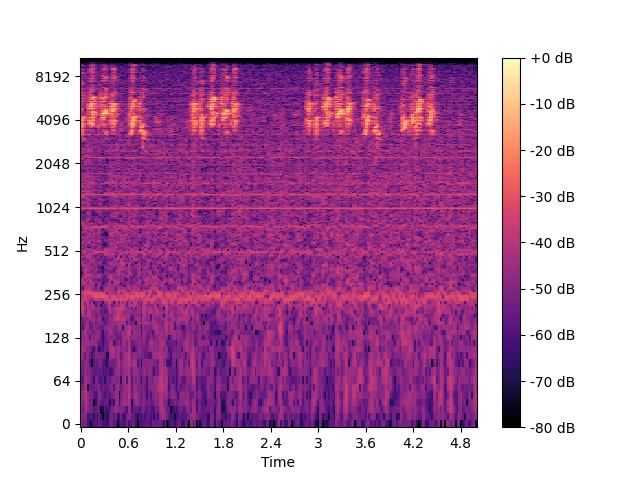 +0 dB
8192
-10 dB
4096
-20 dB
2048
-30 dB
1024
-40 dB
Hz
512
-50 dB
256
-60 dB
128
64
-70 dB
0
-80 dB
0 0.6 1.2 1.8 2.4 3 3.6 4.2 4.8
Time